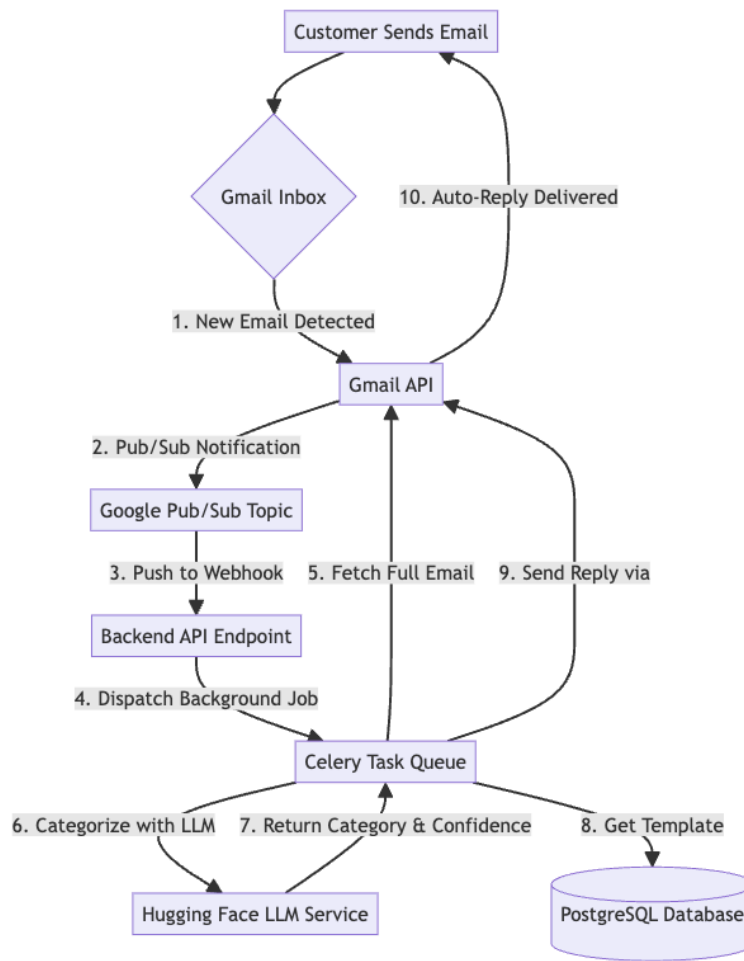 Customer Sends Email
Gmail Inbox
10. Auto-Reply Delivered
1. New Email Detected
Gmail API
2. Pub/Sub Notification
Google Pub/Sub Topic
3. Push to Webhook
5. Fetch Full Email
9. Send Reply via
Backend API Endpoint
4. Dispatch Background Job
Celery Task Queue
6. Categorize with LLM
7. Return Category & Confidence
8. Get Template
Hugging Face LLM Service
PostgreSQL Database